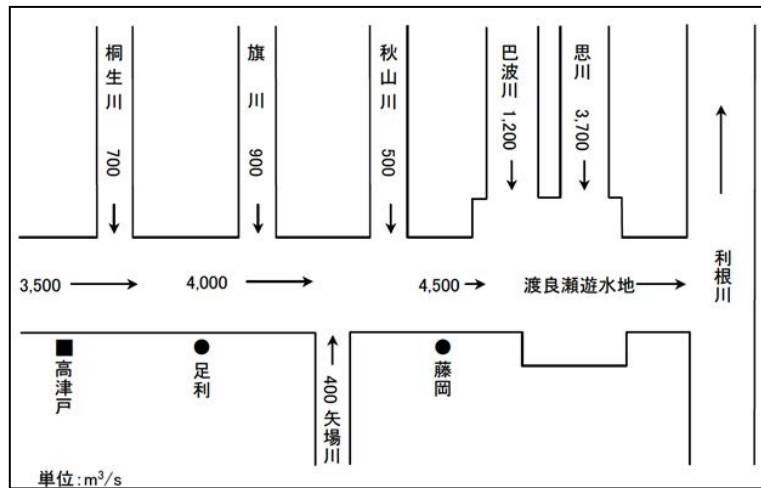 桐生川 700
旗川 900
秋山川 500
巴波川 1,200
思川 3,700
利根川
3,500
4,000
4,500
渡良瀬遊水地
高津戸
足利
400 矢場川
藤岡
単位:m³/s